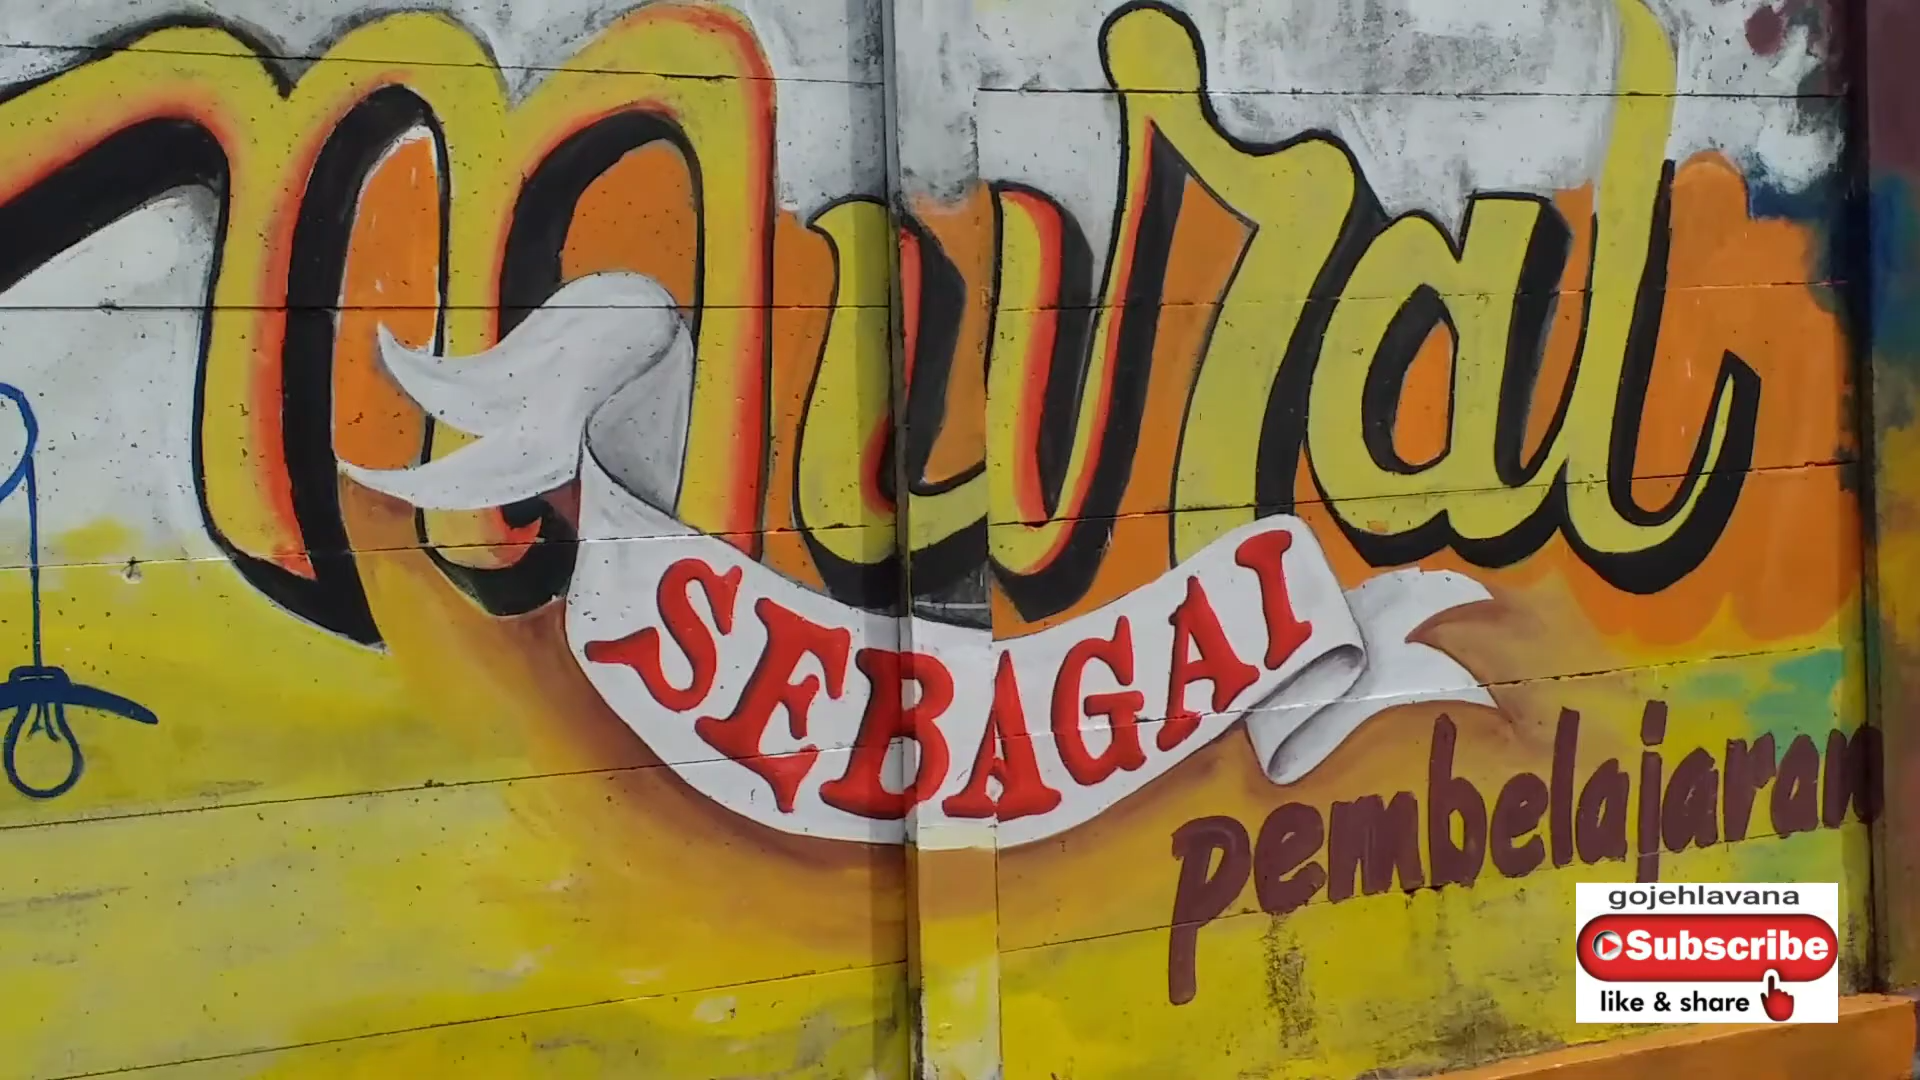 mural
SEBAGAI
pembelajaran
gojehlavana
Subscribe
like & share